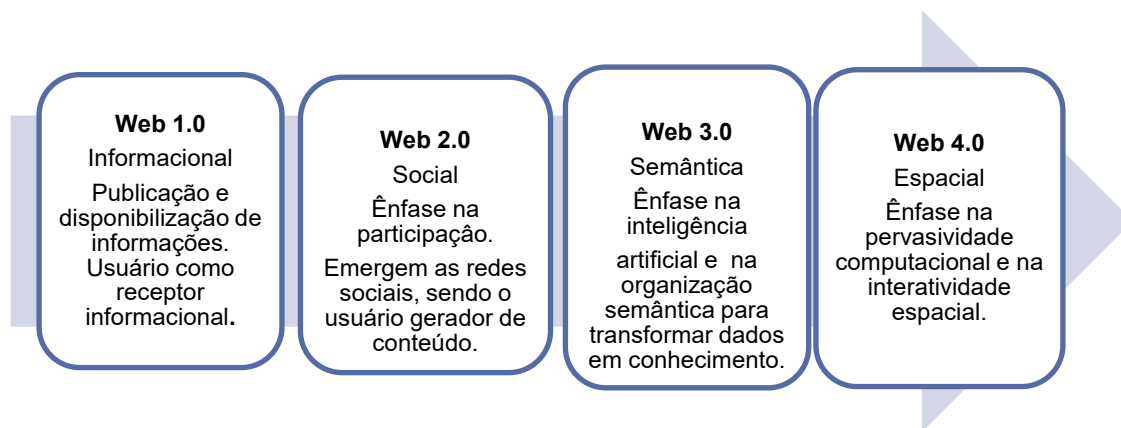 Web 1.0
Informacional
Publicação e
disponibilização de
informações.
Usuário como
receptor
informacional.
Web 2.0
Social
Ênfase na
participaçâo.
Emergem as redes
sociais, sendo o
usuário gerador de
conteúdo.
Web 3.0
Semântica
Ênfase na
inteligência
artificial e na
organização
semântica para
transformar dados
em conhecimento.
Web 4.0
Espacial
Ênfase na
pervasividade
computacional e na
interatividade
espacial.